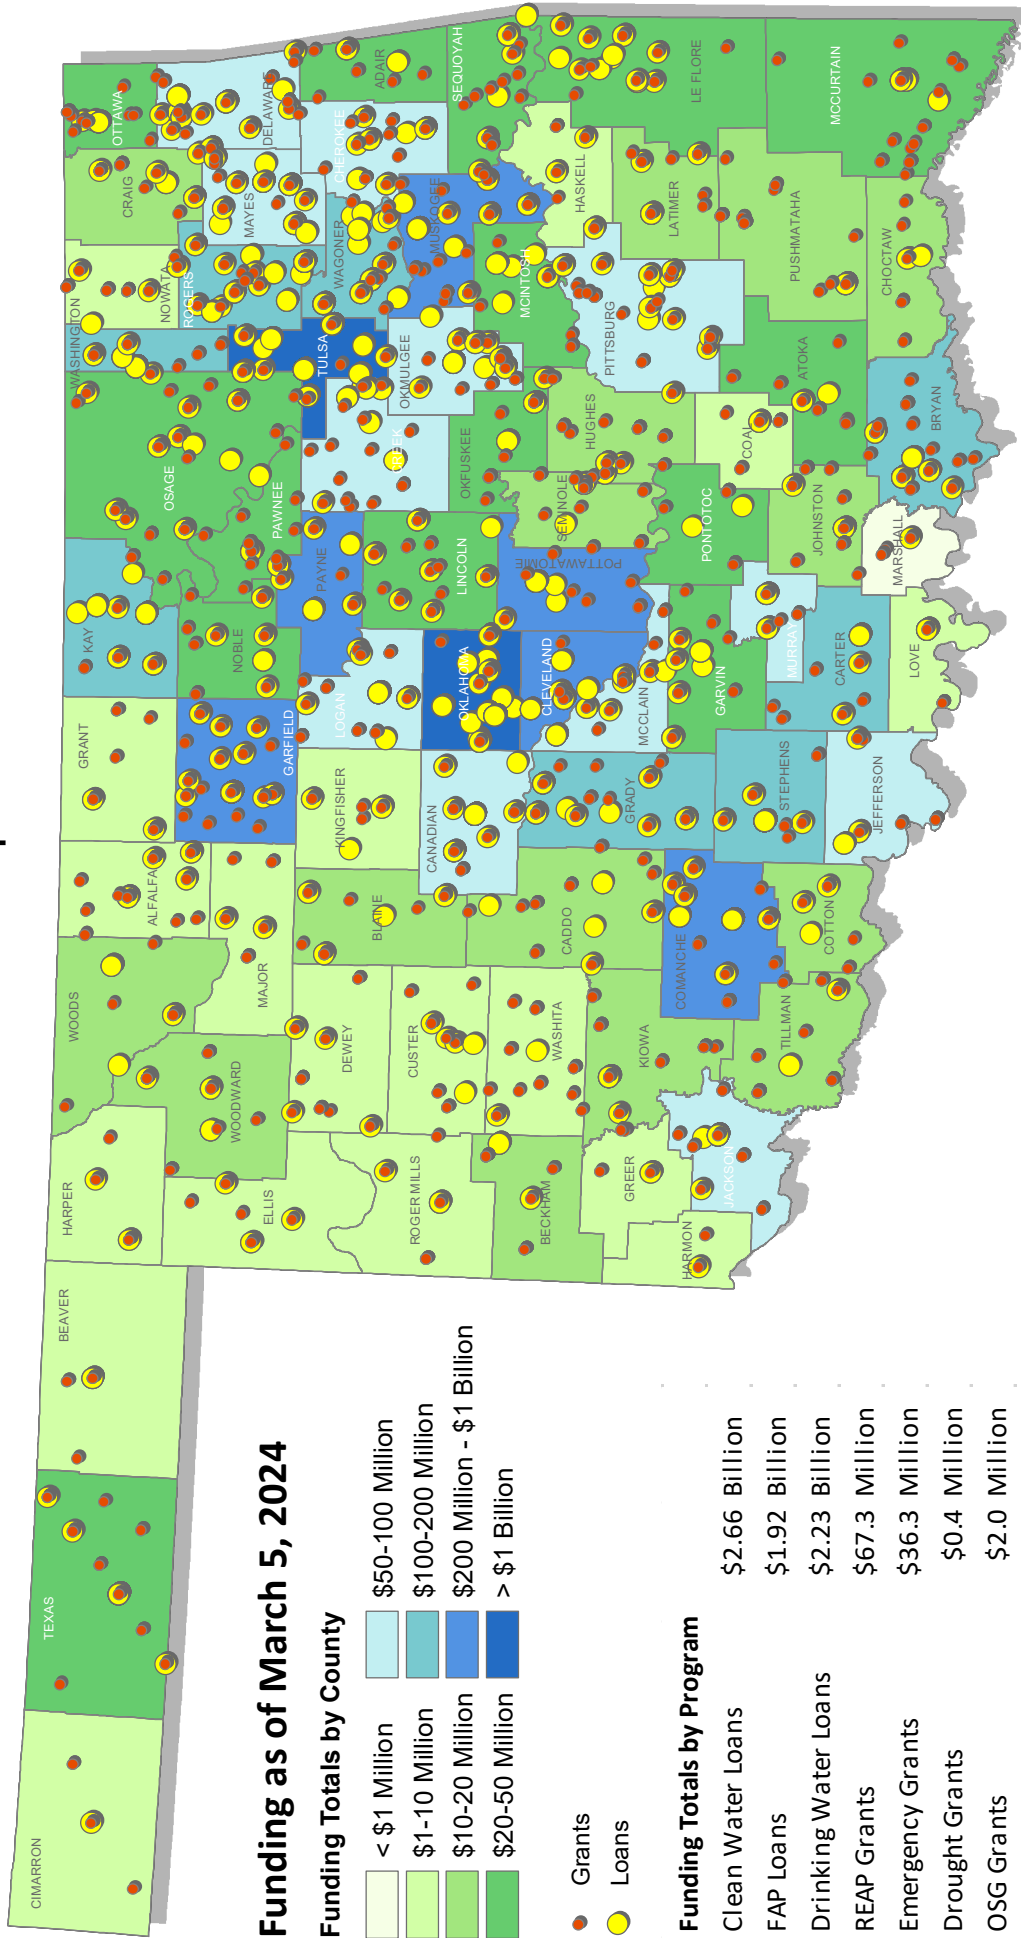 CIMARRON
TEXAS
BEAVER
HARPER
WOODS
ALFALFA
GRANT
KAY
OSAGE
WASHINGTON
NOWATA
CRAIG
OTTAWA
ELLIS
WOODWARD
MAJOR
GARFIELD
NOBLE
PAWNEE
TULSA
ROGERS
MAYES
DELAWARE
ROGER MILLS
DEWEY
BLAINE
KINGFISHER
LOGAN
PAYNE
CREEK
WAGONER
CHEROKEE
ADAIR
CUSTER
CANADIAN
OKLAHOMA
LINCOLN
OKFUSKEE
OKMULGEE
MUSKOGEE
SEQUOYAH
BECKHAM
WASHITA
CADDO
GRADY
CLEVELAND
MCCLAIN
POTTAWATOMIE
SEMINOLE
HUGHES
MCINTOSH
PITTSBURG
HASKELL
LATIMER
LE FLORE
GREER
HARMON
JACKSON
KIOWA
COMANCHE
TILLMAN
COTTON
STEPHENS
JEFFERSON
GARVIN
MURRAY
CARTER
LOVE
PONTOTOC
JOHNSTON
MARSHALL
COAL
ATOKA
BRYAN
PUSHMATAHA
CHOCTAW
MCCURTAIN
Funding as of March 5, 2024
Funding Totals by County
< $1 Million
$1-10 Million
$10-20 Million
$20-50 Million
$50-100 Million
$100-200 Million
$200 Million - $1 Billion
> $1 Billion
Grants
Loans
Funding Totals by Program
Clean Water Loans $2.66 Billion
FAP Loans $1.92 Billion
Drinking Water Loans $2.23 Billion
REAP Grants $67.3 Million
Emergency Grants $36.3 Million
Drought Grants $0.4 Million
OSG Grants $2.0 Million